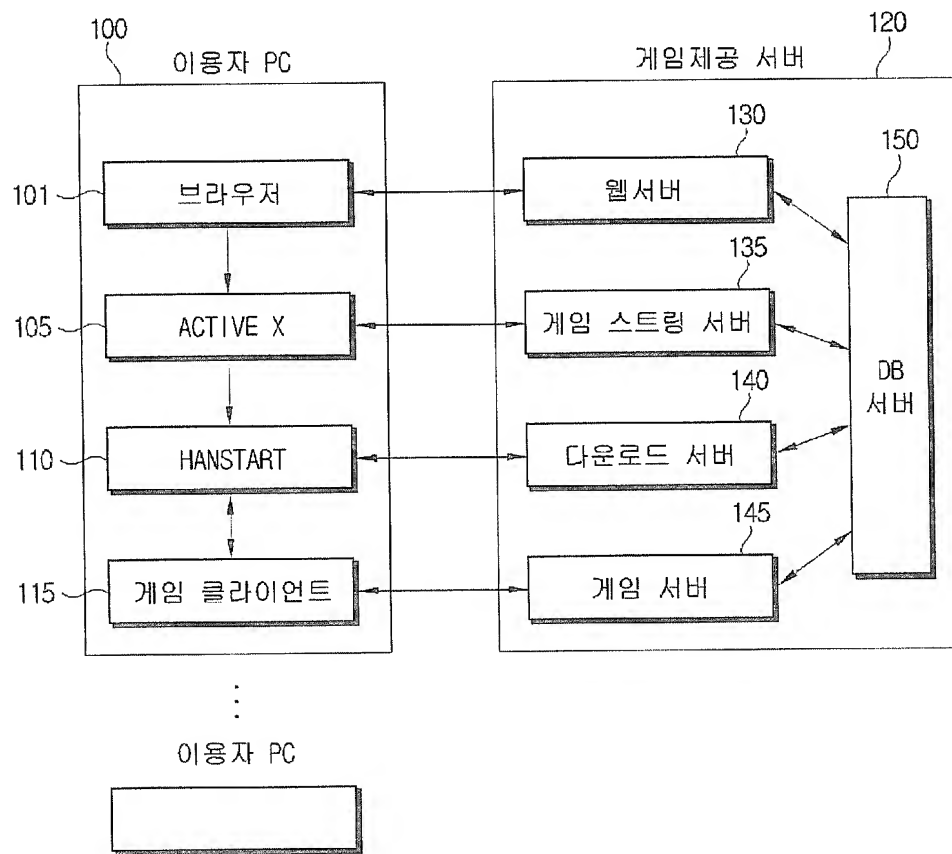 100
이용자 PC
게임제공 서버
120
130
150
101
브라우저
웹서버
135
105
ACTIVE X
게임 스트링 서버
DB
서버
140
110
HANSTART
다운로드 서버
145
115
게임 클라이언트
게임 서버
이용자 PC